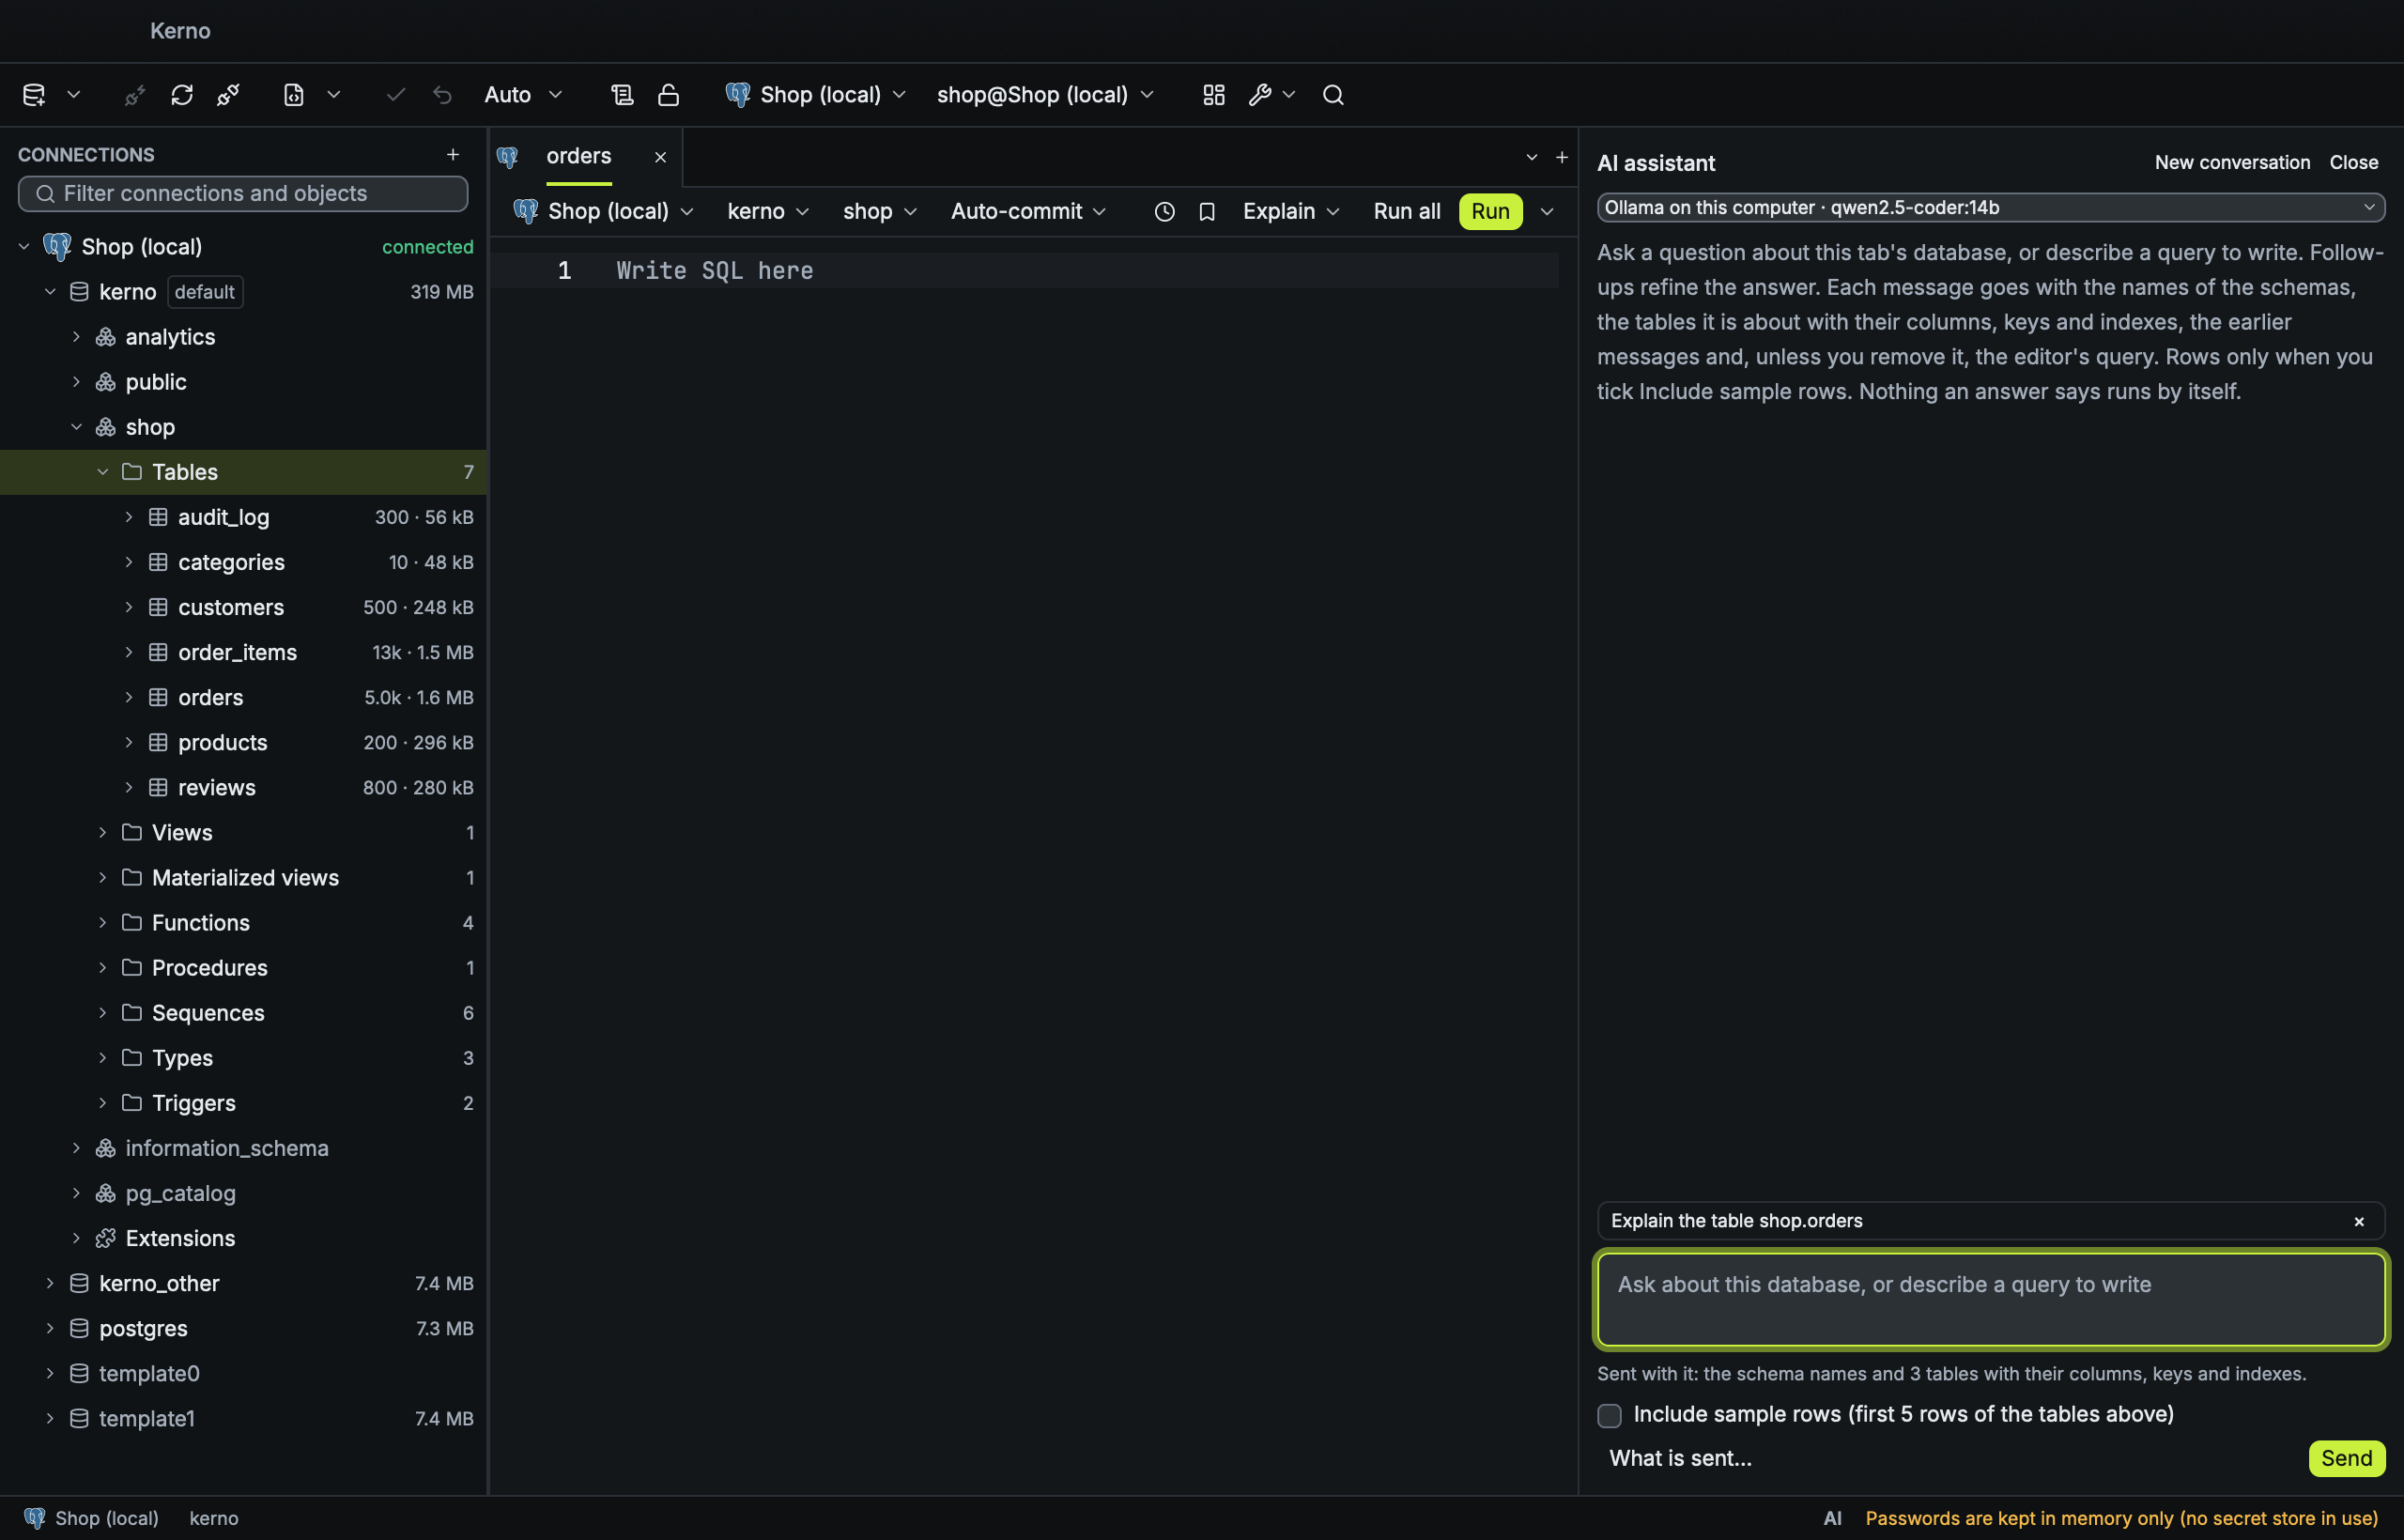 Kerno
Auto
Shop (local)
shop@Shop (local)
CONNECTIONS
Filter connections and objects
Shop (local) connected
kerno default 319 MB
analytics
public
shop
Tables 7
audit_log 300 · 56 kB
categories 10 · 48 kB
customers 500 · 248 kB
order_items 13k · 1.5 MB
orders 5.0k · 1.6 MB
products 200 · 296 kB
reviews 800 · 280 kB
Views 1
Materialized views 1
Functions 4
Procedures 1
Sequences 6
Types 3
Triggers 2
information_schema
pg_catalog
Extensions
kerno_other 7.4 MB
postgres 7.3 MB
template0
template1 7.4 MB
orders
Shop (local) kerno shop Auto-commit Explain Run all Run
1 Write SQL here
AI assistant New conversation Close
Ollama on this computer · qwen2.5-coder:14b
Ask a question about this tab's database, or describe a query to write. Follow-
ups refine the answer. Each message goes with the names of the schemas,
the tables it is about with their columns, keys and indexes, the earlier
messages and, unless you remove it, the editor's query. Rows only when you
tick Include sample rows. Nothing an answer says runs by itself.
Explain the table shop.orders
Ask about this database, or describe a query to write
Sent with it: the schema names and 3 tables with their columns, keys and indexes.
Include sample rows (first 5 rows of the tables above)
What is sent... Send
Shop (local) kerno
AI Passwords are kept in memory only (no secret store in use)